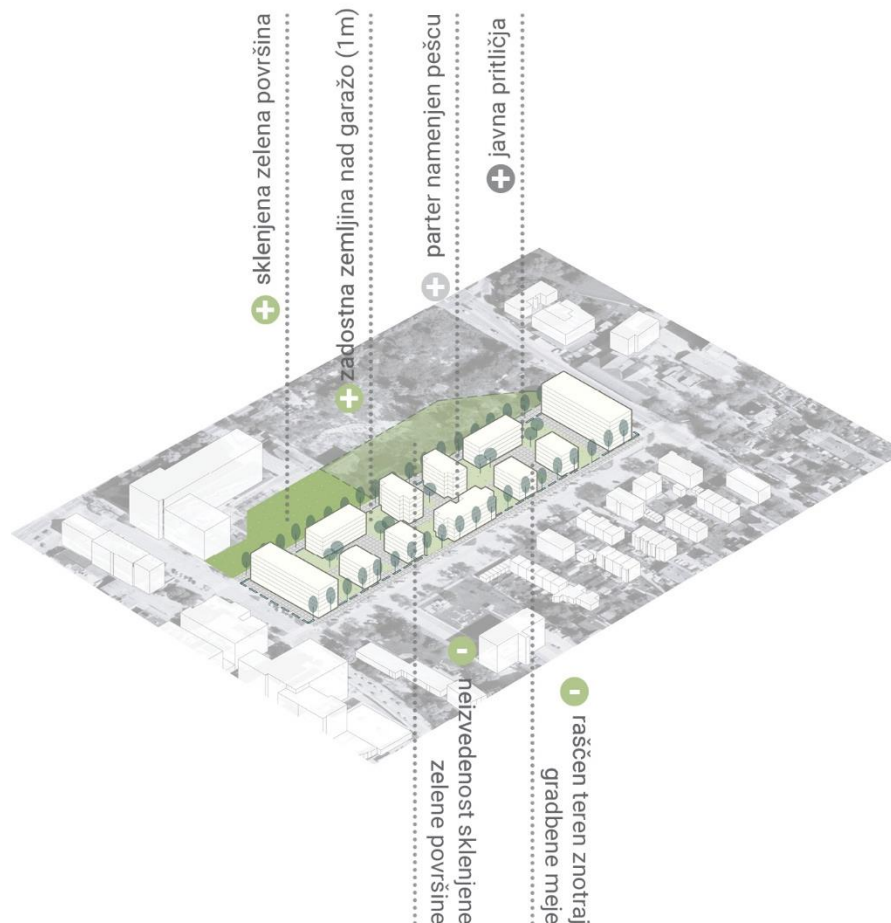 + sklenjena zelena površina
+ zadostna zemljina nad garažo (1m)
+ parter namenjen pešcu
+ javna pritličja
- neizvedenost sklenjene
zelene površine
- raščen teren znotraj
gradbene meje